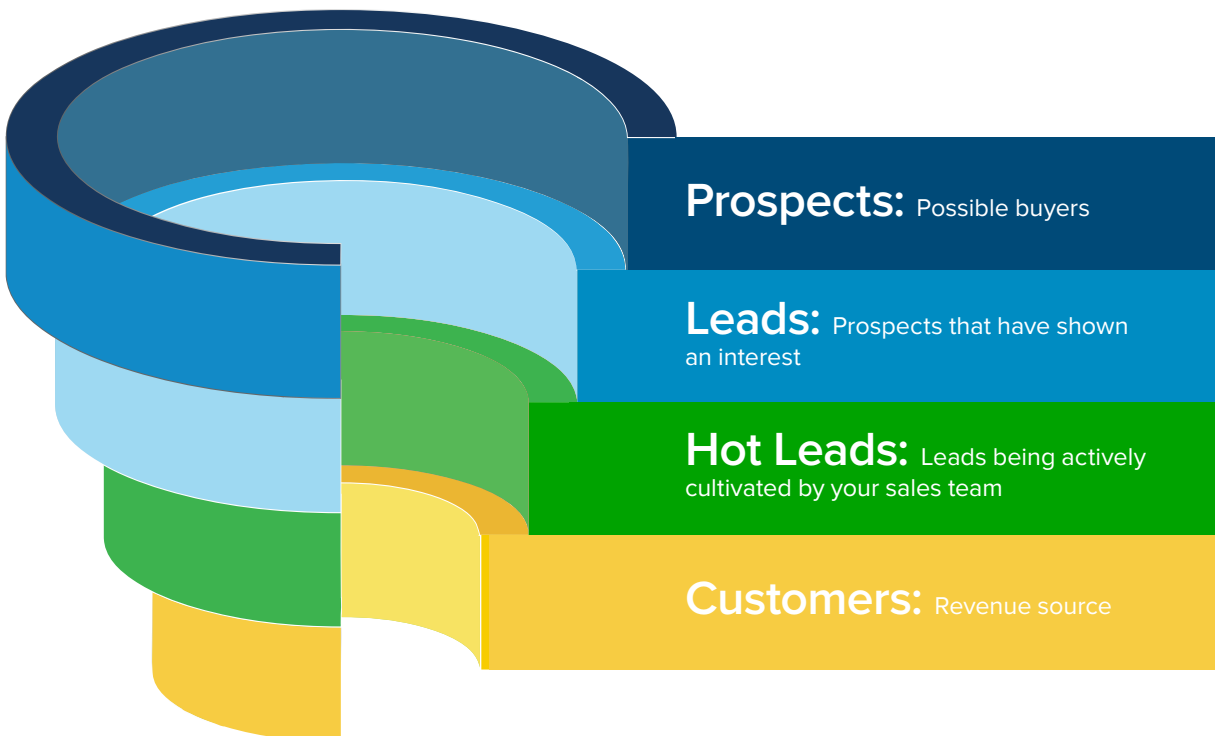 Prospects: Possible buyers
Leads: Prospects that have shown
an interest
Hot Leads: Leads being actively
cultivated by your sales team
Customers: Revenue source